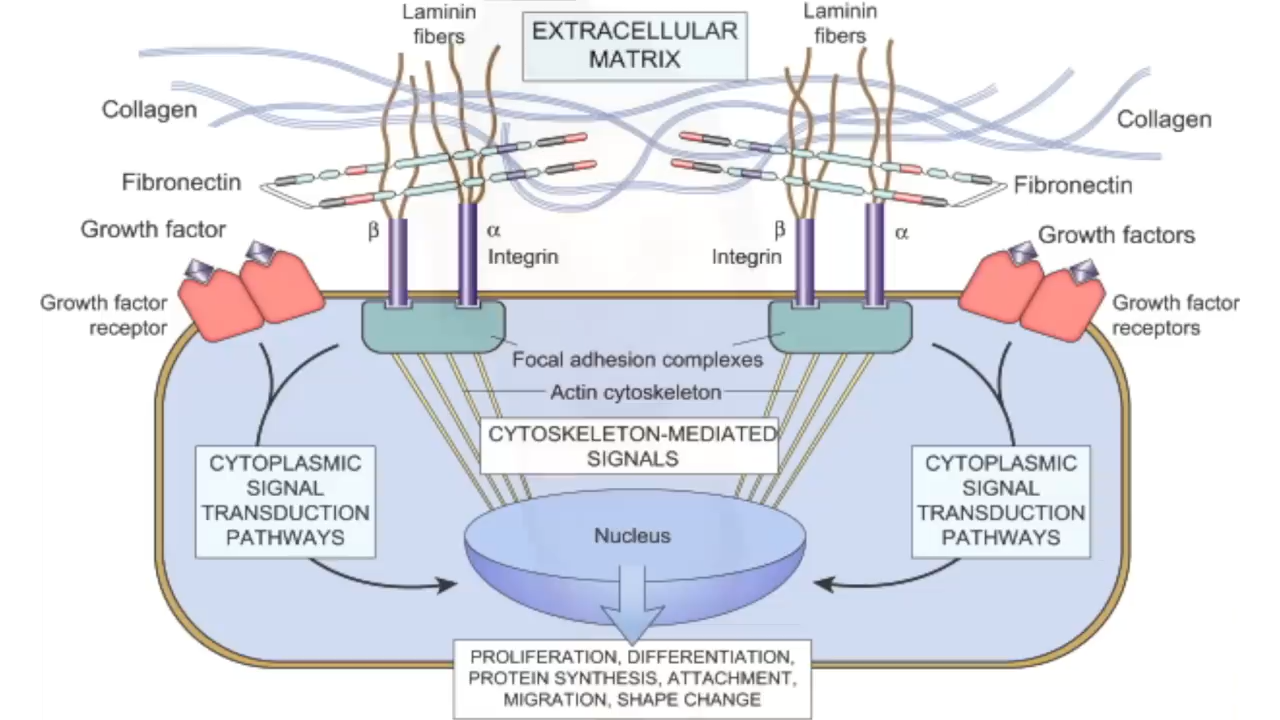 Laminin
fibers
EXTRACELLULAR
MATRIX
Laminin
fibers
Collagen
Collagen
Fibronectin
Fibronectin
Growth factor
β
α
Integrin
β
Integrin
α
Growth factors
Growth factor
receptor
Growth factor
receptors
Focal adhesion complexes
Actin cytoskeleton
CYTOSKELETON-MEDIATED
SIGNALS
CYTOPLASMIC
SIGNAL
TRANSDUCTION
PATHWAYS
CYTOPLASMIC
SIGNAL
TRANSDUCTION
PATHWAYS
Nucleus
PROLIFERATION, DIFFERENTIATION,
PROTEIN SYNTHESIS, ATTACHMENT,
MIGRATION, SHAPE CHANGE